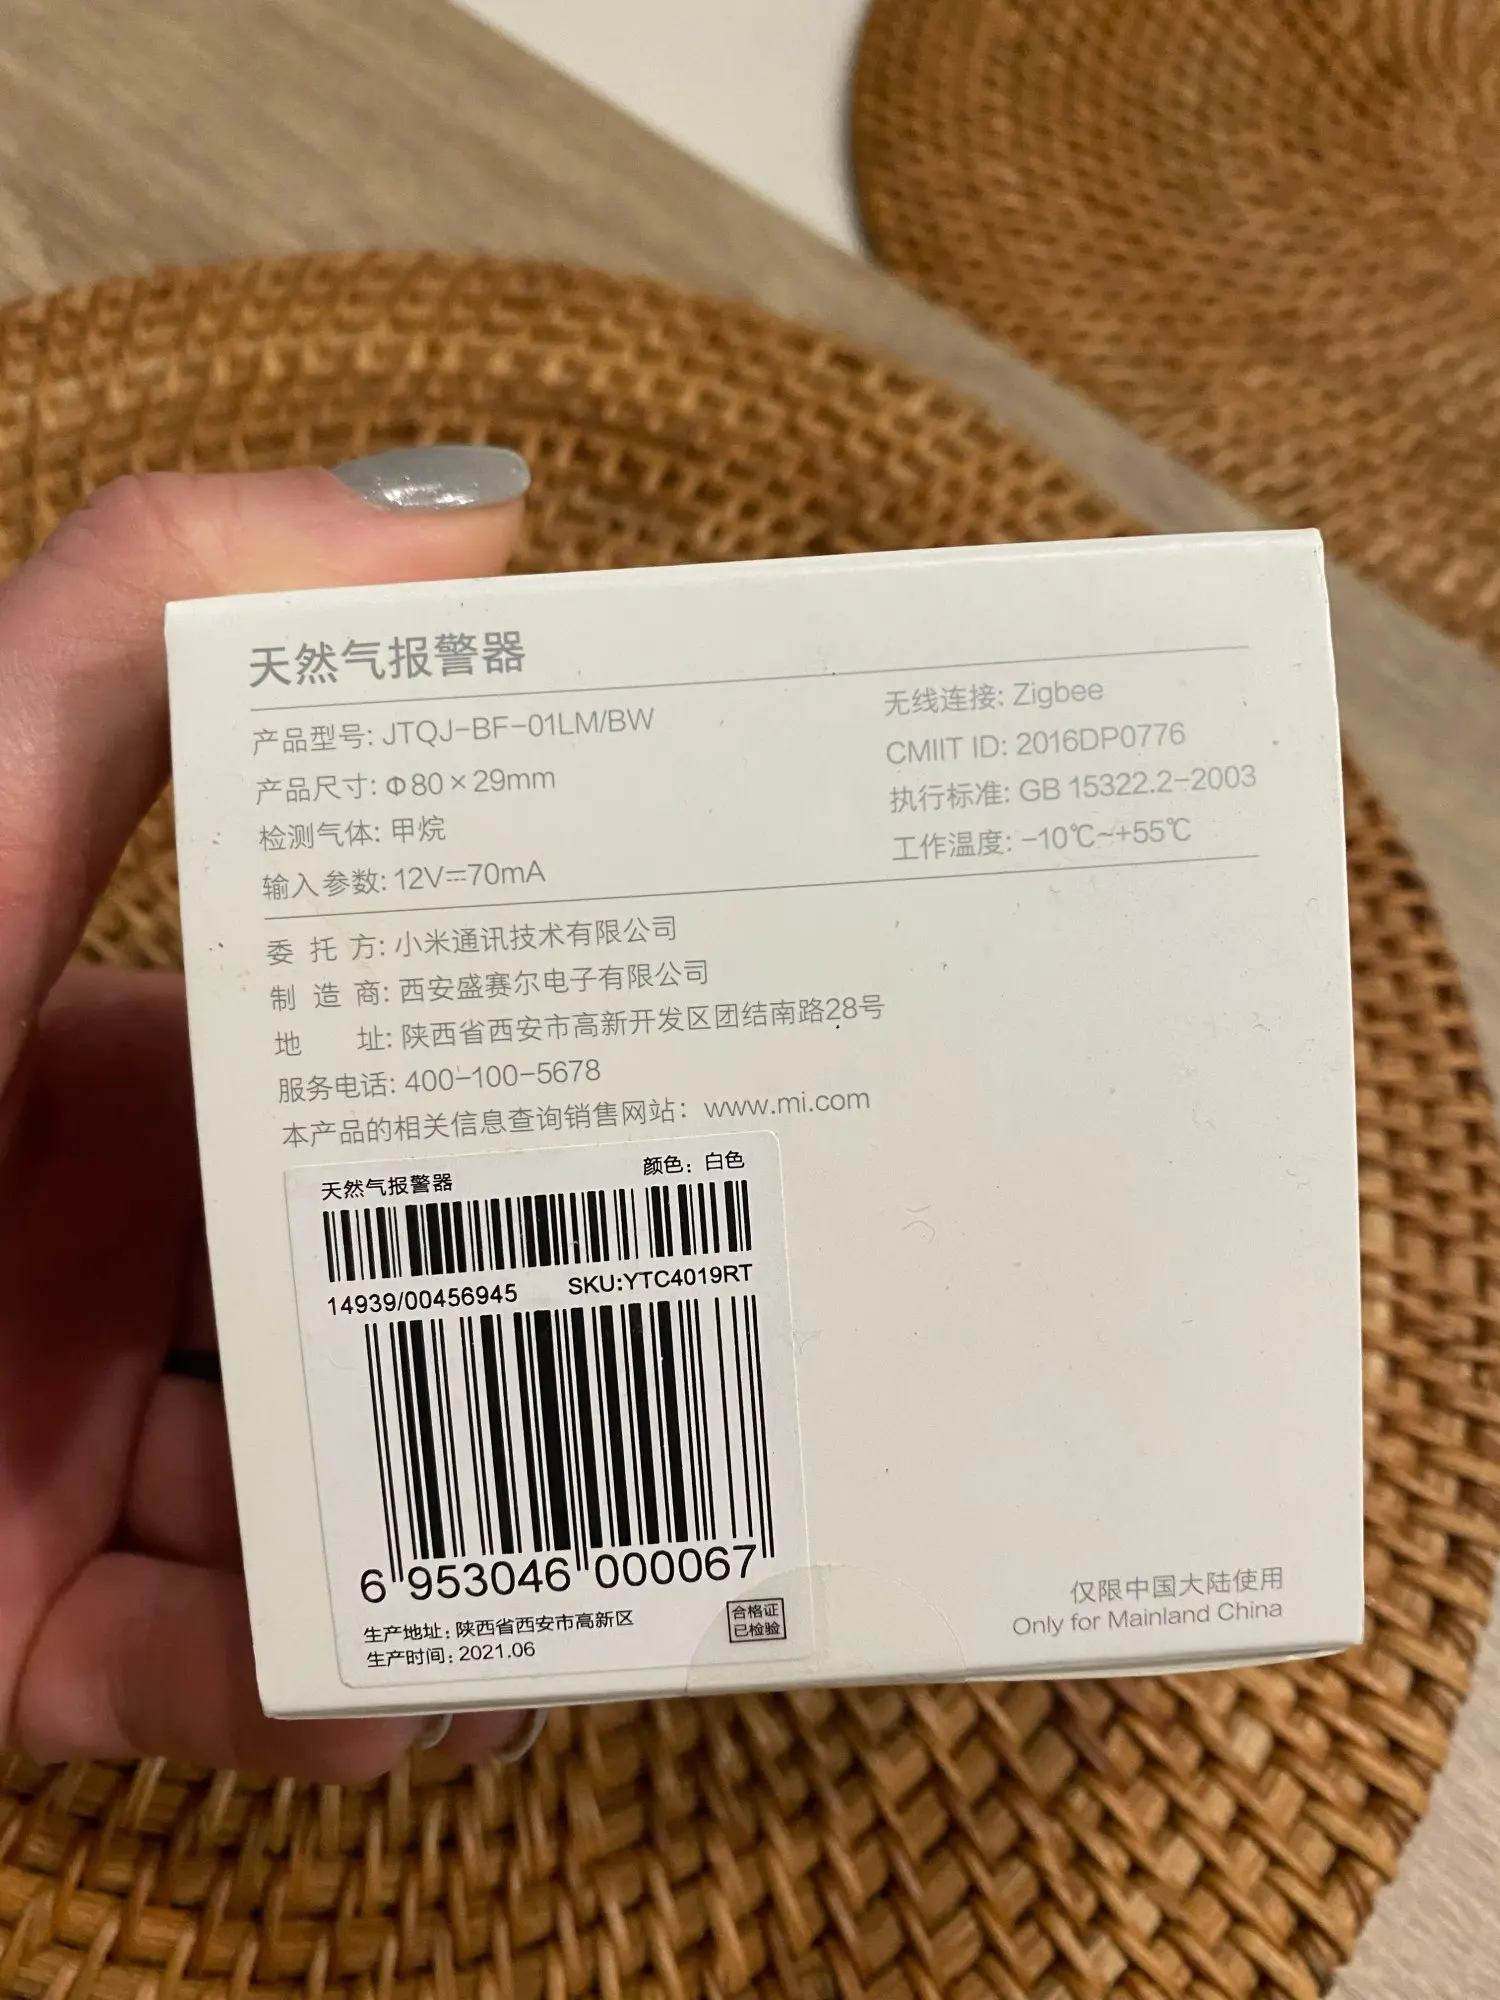 天然气报警器
产品型号: JTQJ-BF-01LM/BW
产品尺寸: Φ80×29mm
检测气体: 甲烷
输入参数: 12V⎓70mA
无线连接: Zigbee
CMIIT ID: 2016DP0776
执行标准: GB 15322.2-2003
工作温度: -10℃~+55℃
委 托 方: 小米通讯技术有限公司
制 造 商: 西安盛赛尔电子有限公司
地 址: 陕西省西安市高新开发区团结南路28号
服务电话: 400-100-5678
本产品的相关信息查询销售网站: www.mi.com
天然气报警器 颜色: 白色
14939/00456945 SKU:YTC4019RT
6 953046 000067
生产地址: 陕西省西安市高新区
生产时间: 2021.06
合格证
已检验
仅限中国大陆使用
Only for Mainland China